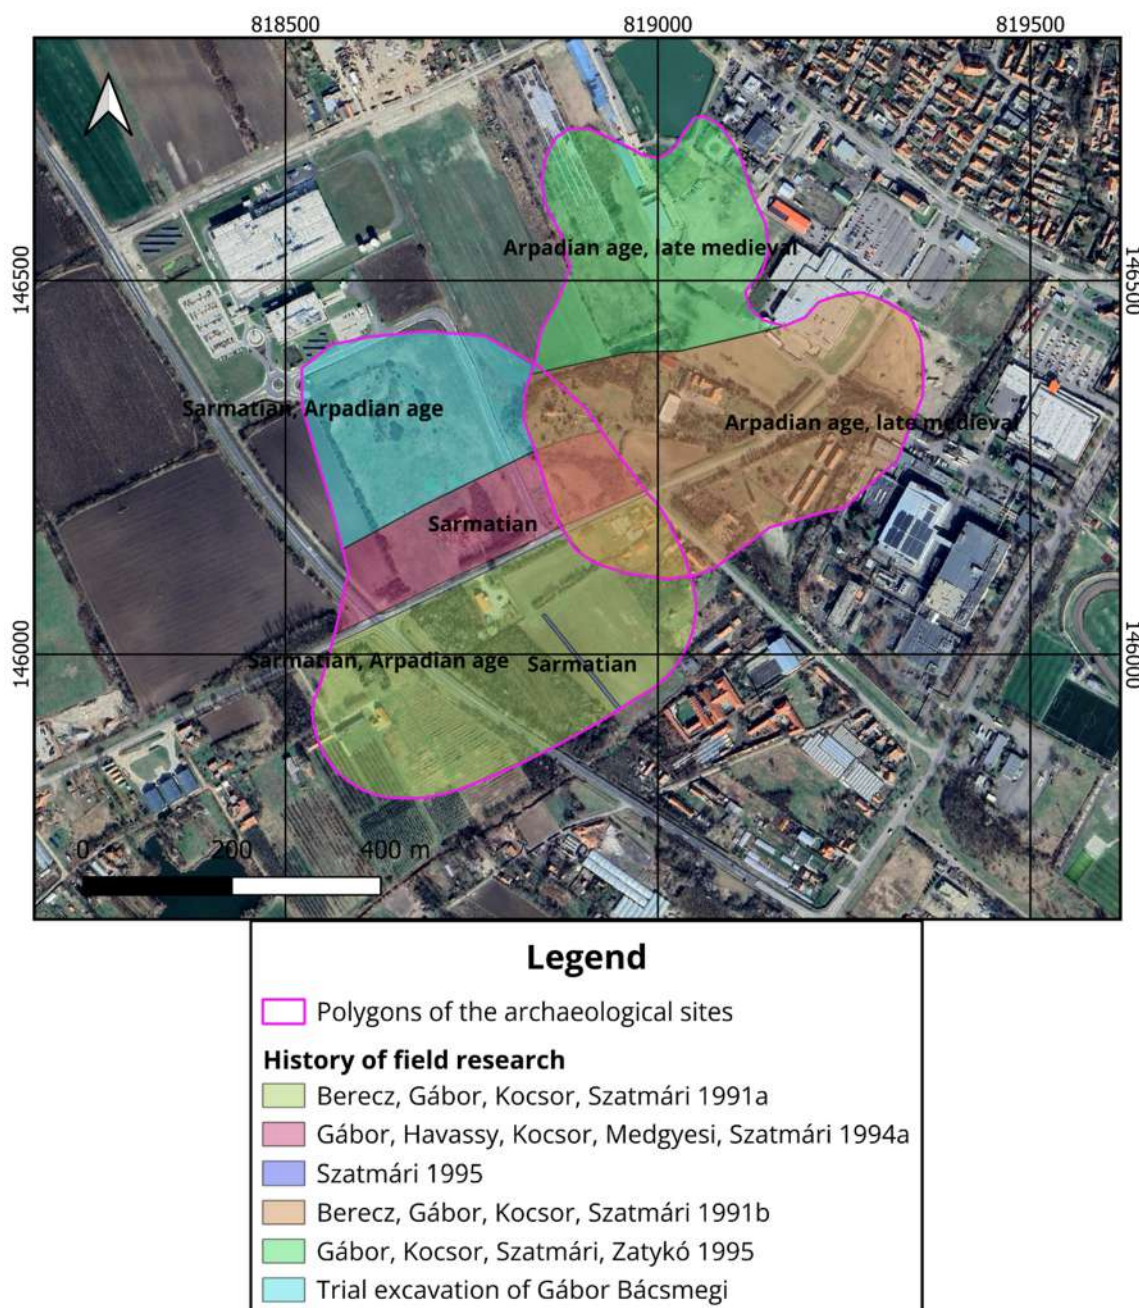 818500
819000
819500
146500
146500
Arpadian age, late medieval
Sarmatian, Arpadian age
Arpadian age, late medieval
Sarmatian
146000
146000
Sarmatian, Arpadian age
Sarmatian
0 200 400 m
Legend
Polygons of the archaeological sites
History of field research
Berecz, Gábor, Kocsor, Szatmári 1991a
Gábor, Havassy, Kocsor, Medgyesi, Szatmári 1994a
Szatmári 1995
Berecz, Gábor, Kocsor, Szatmári 1991b
Gábor, Kocsor, Szatmári, Zatykó 1995
Trial excavation of Gábor Bácsmegi